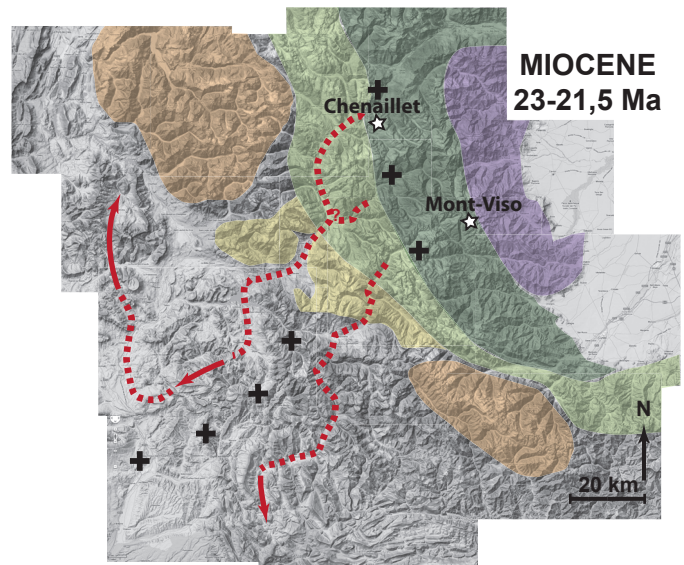 MIOCENE
23-21,5 Ma
Chenaillet
Mont-Viso
?
N
20 km